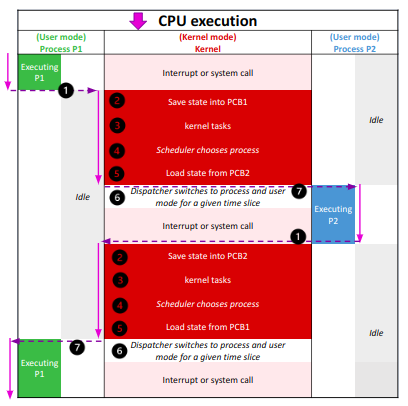 CPU execution
(User mode)
Process P1
(Kernel mode)
Kernel
(User mode)
Process P2
Executing
P1
Interrupt or system call
1
2 Save state into PCB1
3 kernel tasks
4 Scheduler chooses process
5 Load state from PCB2
Idle
Idle
6 Dispatcher switches to process and user
mode for a given time slice
7
Executing
P2
Interrupt or system call
1
2 Save state into PCB2
3 kernel tasks
4 Scheduler chooses process
5 Load state from PCB1
Idle
7
6 Dispatcher switches to process and user
mode for a given time slice
Executing
P1
Interrupt or system call